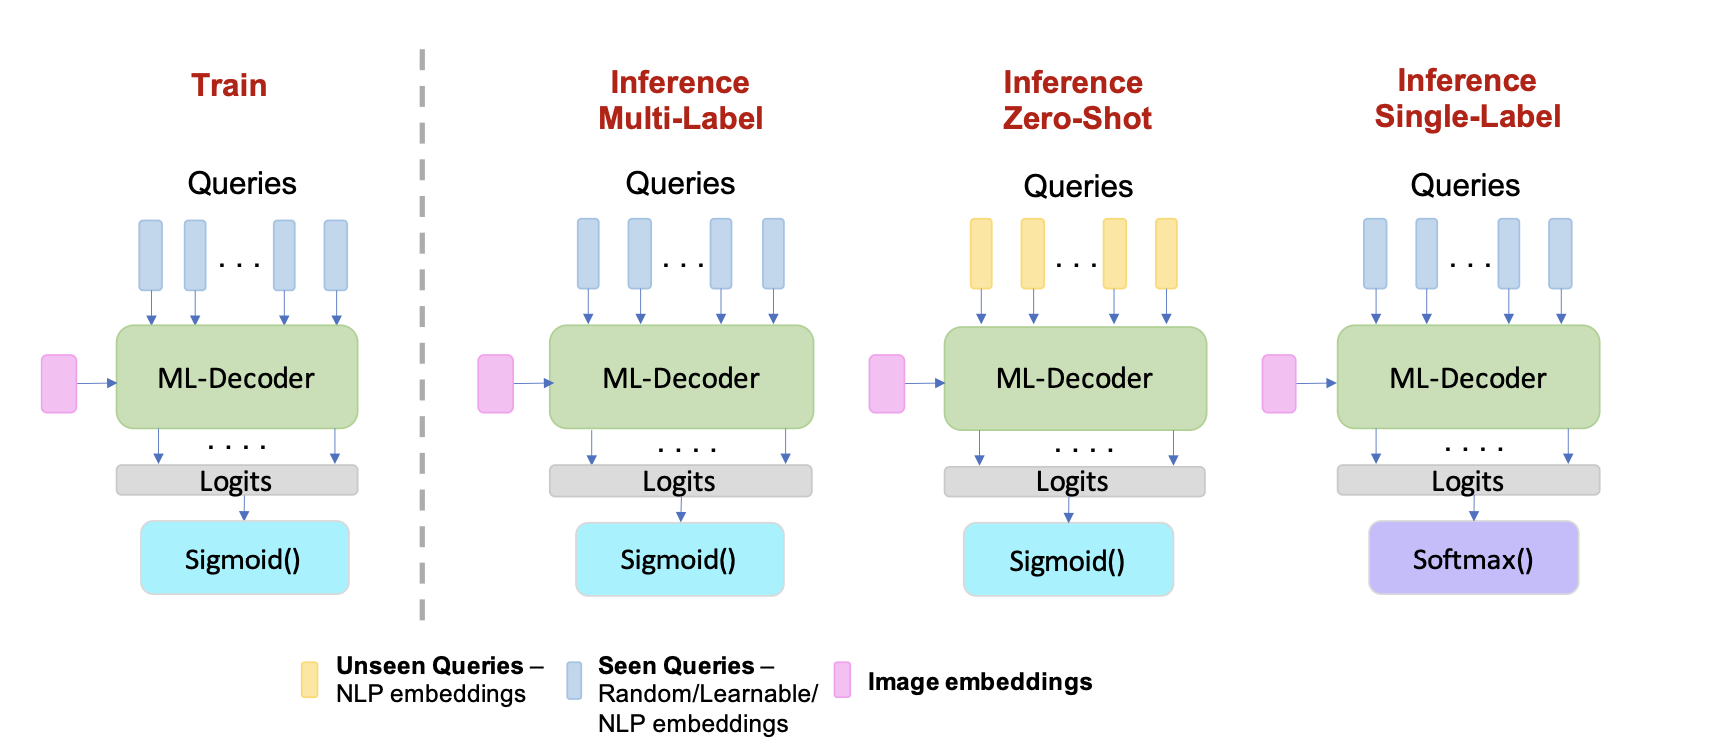 Train
Inference
Multi-Label
Inference
Zero-Shot
Inference
Single-Label
Queries
Queries
Queries
Queries
. . .
. . .
. . .
. . .
ML-Decoder
ML-Decoder
ML-Decoder
ML-Decoder
. . . .
. . . .
. . . .
. . . .
Logits
Logits
Logits
Logits
Sigmoid()
Sigmoid()
Sigmoid()
Softmax()
Unseen Queries –
NLP embeddings
Seen Queries –
Random/Learnable/
NLP embeddings
Image embeddings